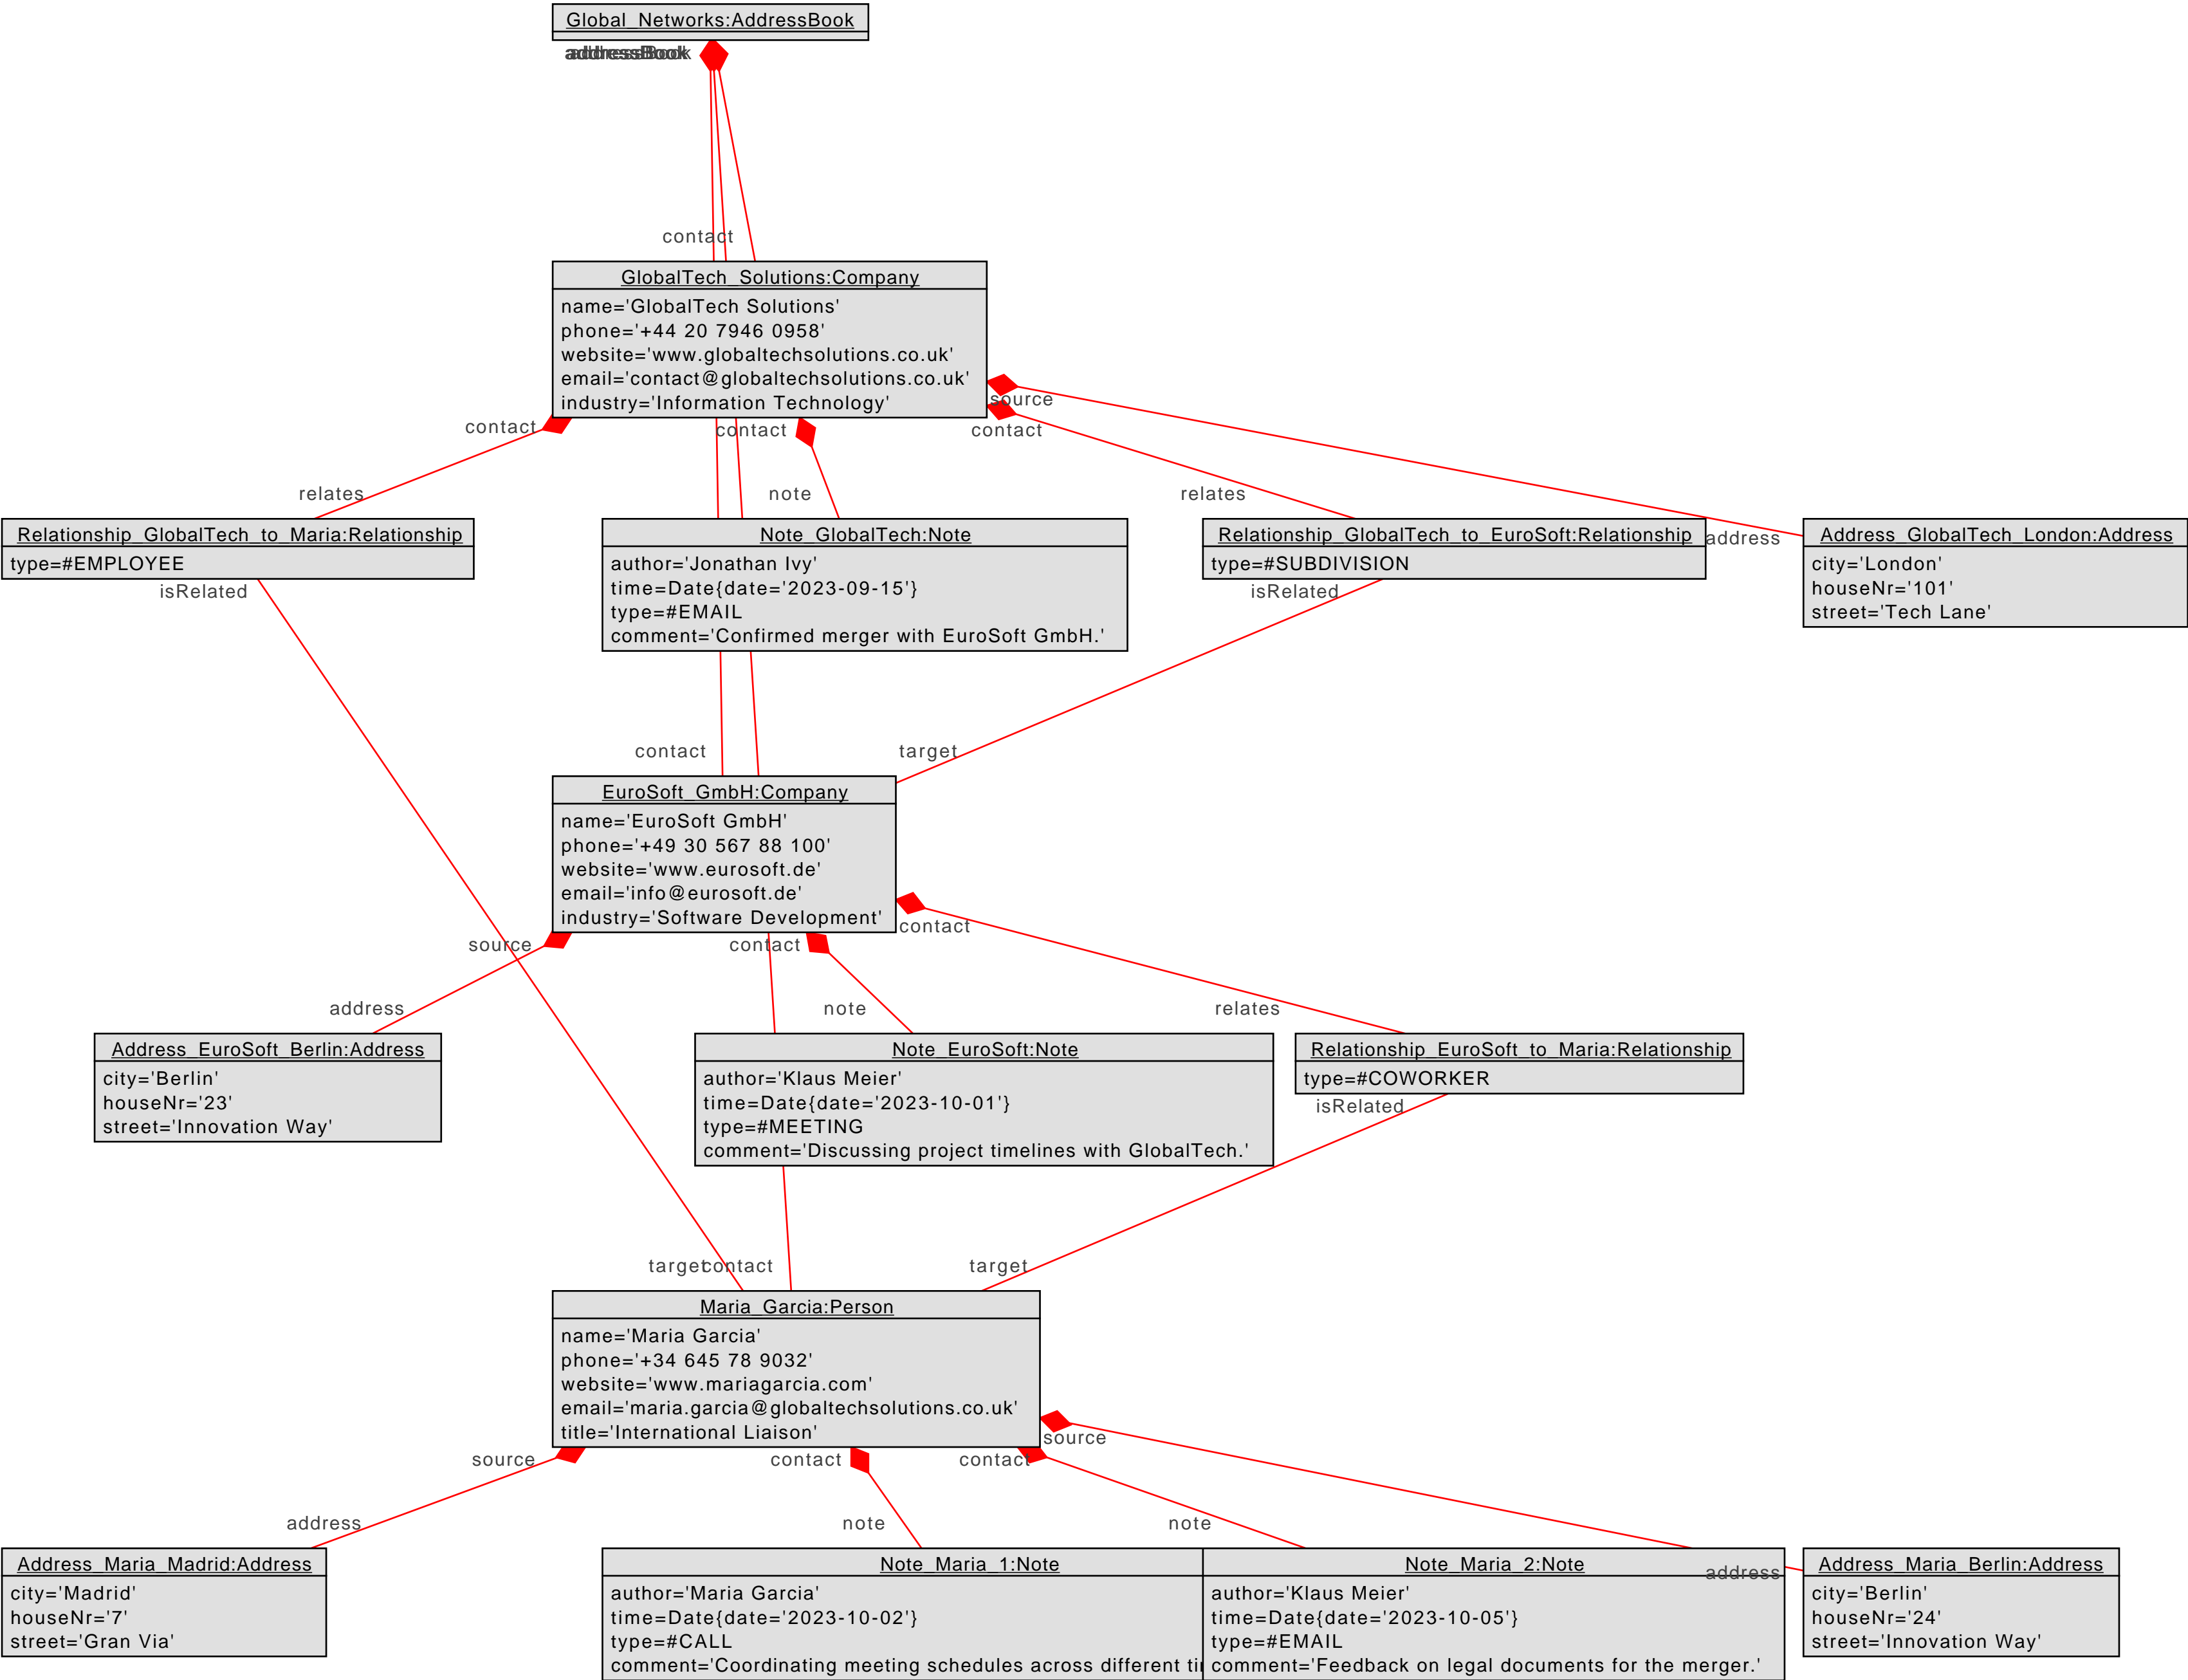 Global_Networks:AddressBook
addressBook
contact
GlobalTech_Solutions:Company
name='GlobalTech Solutions'
phone='+44 20 7946 0958'
website='www.globaltechsolutions.co.uk'
email='contact@globaltechsolutions.co.uk'
industry='Information Technology'
source
contact
contact
contact
relates
note
relates
address
Relationship_GlobalTech_to_Maria:Relationship
type=#EMPLOYEE
isRelated
Note_GlobalTech:Note
author='Jonathan Ivy'
time=Date{date='2023-09-15'}
type=#EMAIL
comment='Confirmed merger with EuroSoft GmbH.'
Relationship_GlobalTech_to_EuroSoft:Relationship
type=#SUBDIVISION
isRelated
Address_GlobalTech_London:Address
city='London'
houseNr='101'
street='Tech Lane'
contact
target
EuroSoft_GmbH:Company
name='EuroSoft GmbH'
phone='+49 30 567 88 100'
website='www.eurosoft.de'
email='info@eurosoft.de'
industry='Software Development'
source
contact
contact
address
note
relates
Address_EuroSoft_Berlin:Address
city='Berlin'
houseNr='23'
street='Innovation Way'
Note_EuroSoft:Note
author='Klaus Meier'
time=Date{date='2023-10-01'}
type=#MEETING
comment='Discussing project timelines with GlobalTech.'
Relationship_EuroSoft_to_Maria:Relationship
type=#COWORKER
isRelated
target
contact
target
Maria_Garcia:Person
name='Maria Garcia'
phone='+34 645 78 9032'
website='www.mariagarcia.com'
email='maria.garcia@globaltechsolutions.co.uk'
title='International Liaison'
source
contact
contact
source
address
note
note
address
Address_Maria_Madrid:Address
city='Madrid'
houseNr='7'
street='Gran Via'
Note_Maria_1:Note
author='Maria Garcia'
time=Date{date='2023-10-02'}
type=#CALL
comment='Coordinating meeting schedules across different
Note_Maria_2:Note
author='Klaus Meier'
time=Date{date='2023-10-05'}
type=#EMAIL
comment='Feedback on legal documents for the merger.'
Address_Maria_Berlin:Address
city='Berlin'
houseNr='24'
street='Innovation Way'